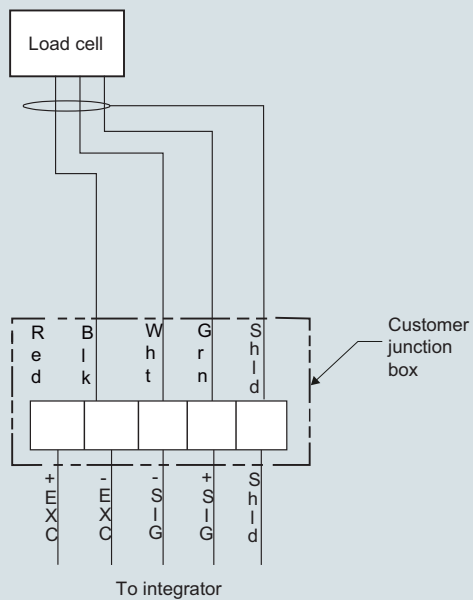 Load cell
Red
Blk
Wht
Grn
Shld
Customer
junction
box
+EXC
-EXC
-SIG
+SIG
Shld
To integrator